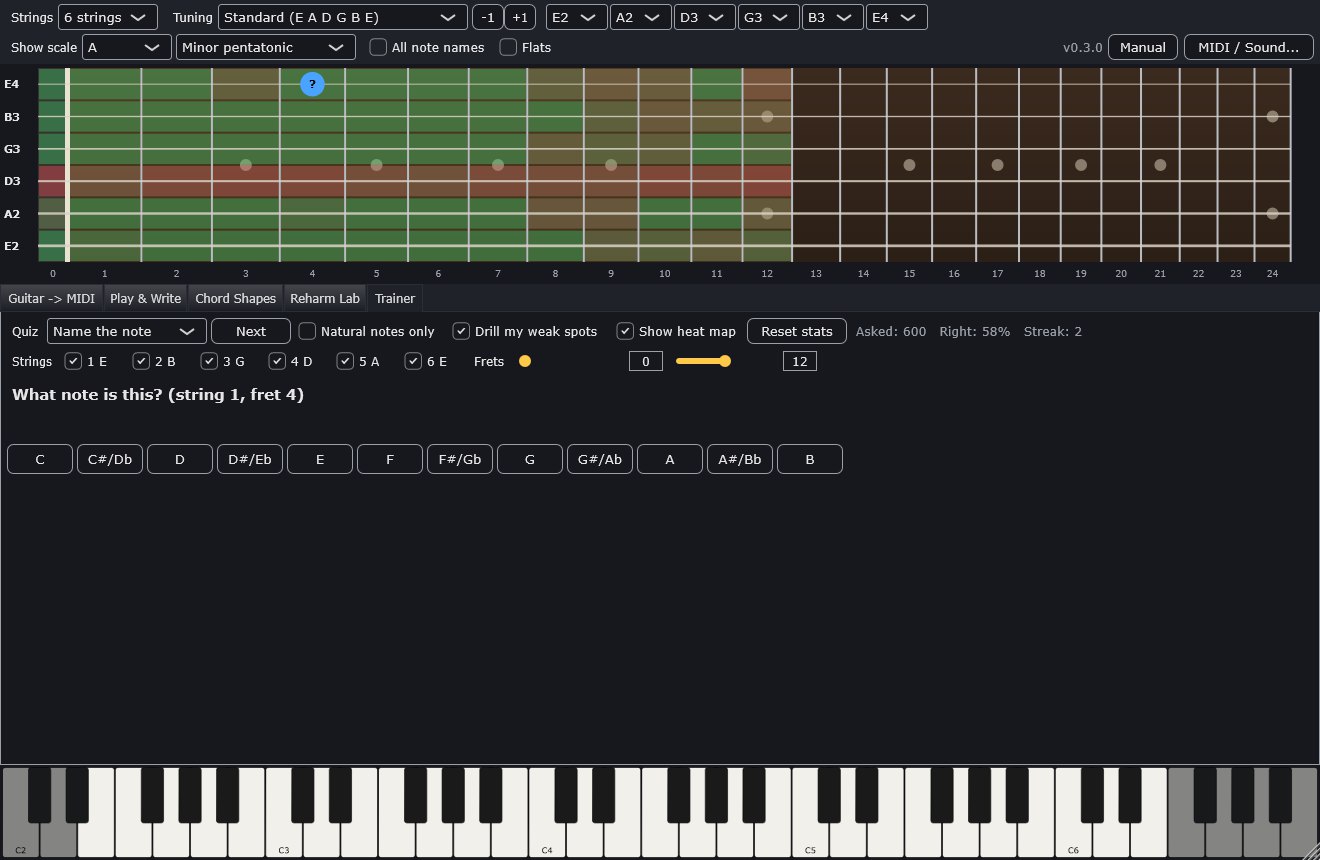 Strings 6 strings Tuning Standard (E A D G B E) -1 +1 E2 A2 D3 G3 B3 E4
Show scale A Minor pentatonic All note names Flats v0.3.0 Manual MIDI / Sound...
E4 ?
B3
G3
D3
A2
E2
0 1 2 3 4 5 6 7 8 9 10 11 12 13 14 15 16 17 18 19 20 21 22 23 24
Guitar -> MIDI Play & Write Chord Shapes Reharm Lab Trainer
Quiz Name the note Next Natural notes only Drill my weak spots Show heat map Reset stats Asked: 600 Right: 58% Streak: 2
Strings 1 E 2 B 3 G 4 D 5 A 6 E Frets 0 12
What note is this? (string 1, fret 4)
C C#/Db D D#/Eb E F F#/Gb G G#/Ab A A#/Bb B
C2 C3 C4 C5 C6